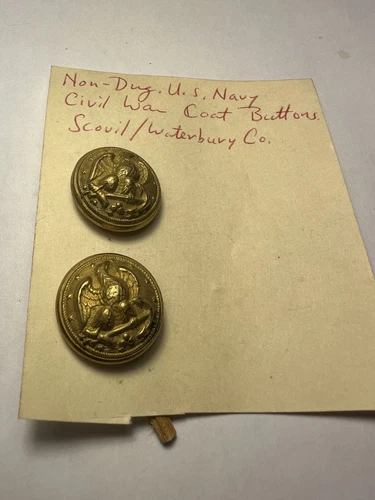 Non-Dug. U.S. Navy
Civil War Coat Buttons.
Scovil/Waterbury Co.